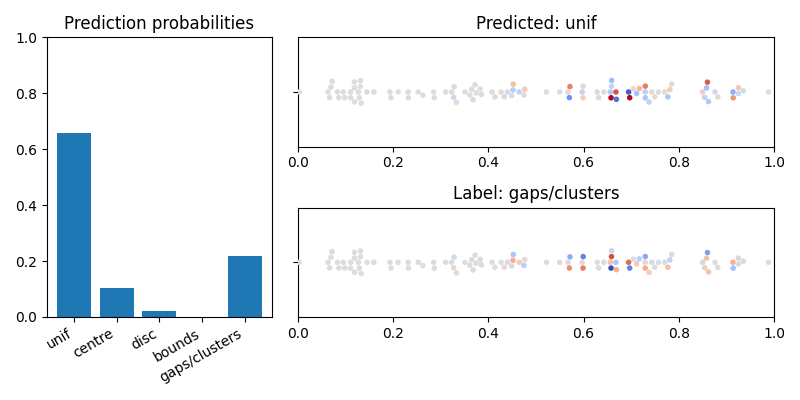 Prediction probabilities
1.0
0.8
0.6
0.4
0.2
0.0
unif
centre
disc
bounds
gaps/clusters
Predicted: unif
0.0 0.2 0.4 0.6 0.8 1.0
Label: gaps/clusters
0.0 0.2 0.4 0.6 0.8 1.0